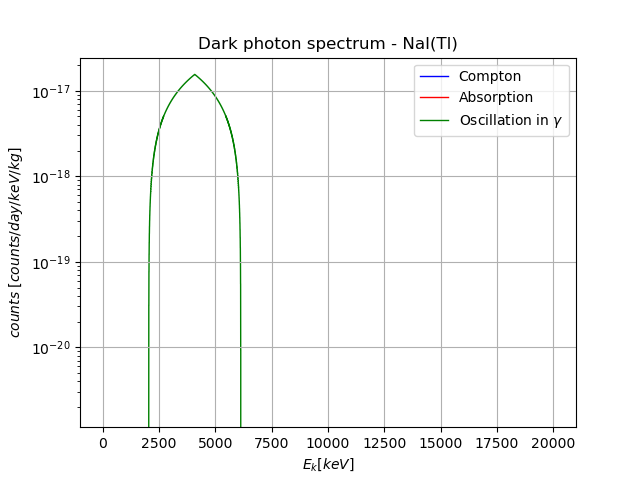 Dark photon spectrum - NaI(Tl)
Compton
Absorption
Oscillation in γ
10⁻¹⁷
10⁻¹⁸
10⁻¹⁹
10⁻²⁰
counts [counts/day/keV/kg]
0 2500 5000 7500 10000 12500 15000 17500 20000
Eₖ[keV]